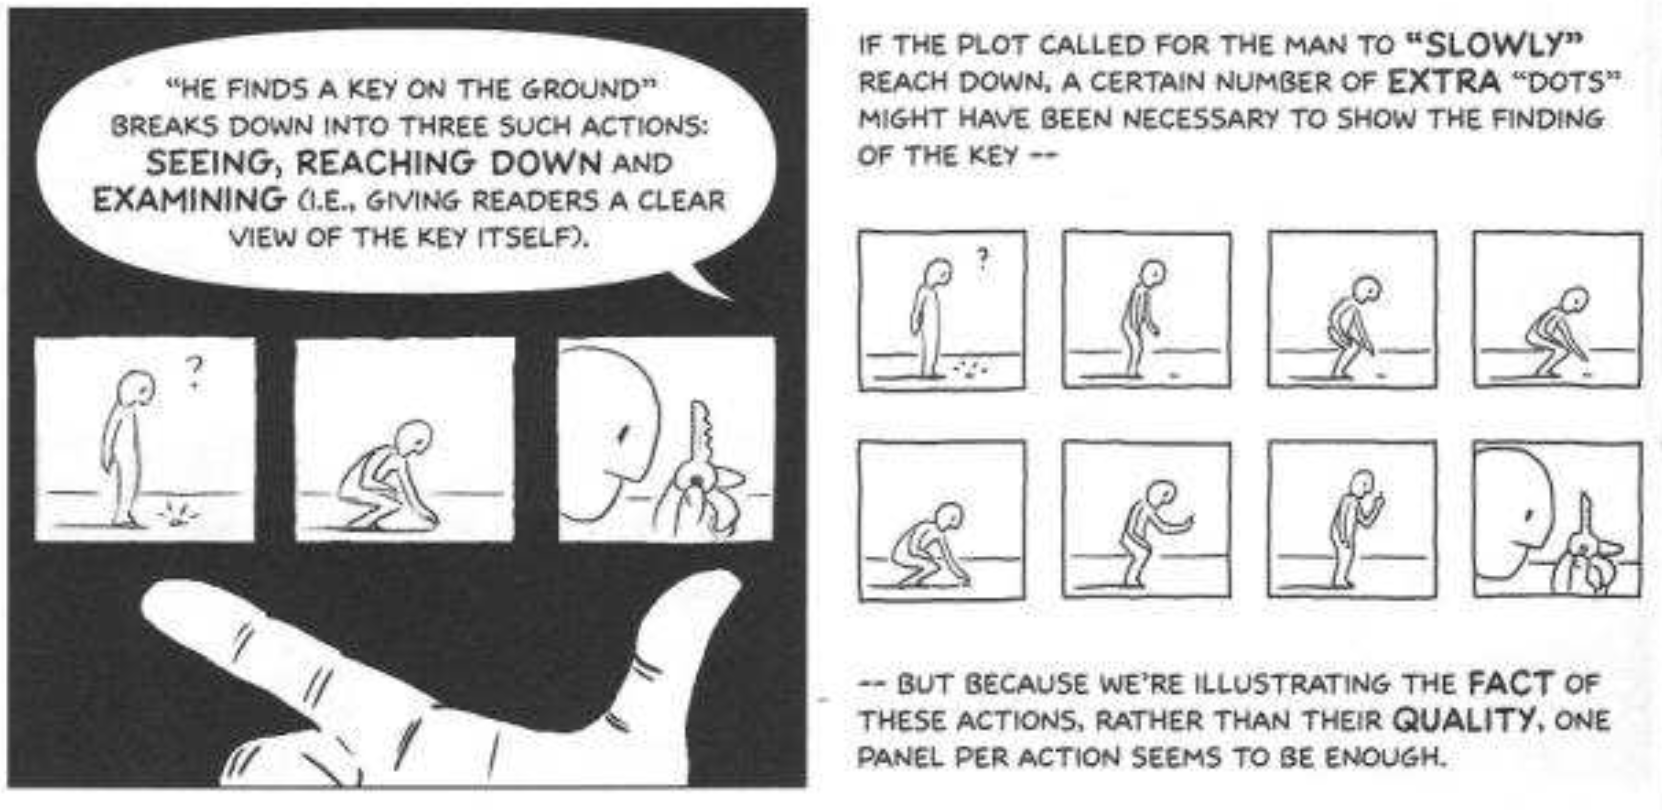 "HE FINDS A KEY ON THE GROUND"
BREAKS DOWN INTO THREE SUCH ACTIONS:
SEEING, REACHING DOWN AND
EXAMINING (I.E., GIVING READERS A CLEAR
VIEW OF THE KEY ITSELF).
?
IF THE PLOT CALLED FOR THE MAN TO "SLOWLY"
REACH DOWN, A CERTAIN NUMBER OF EXTRA "DOTS"
MIGHT HAVE BEEN NECESSARY TO SHOW THE FINDING
OF THE KEY --
?
-- BUT BECAUSE WE'RE ILLUSTRATING THE FACT OF
THESE ACTIONS, RATHER THAN THEIR QUALITY, ONE
PANEL PER ACTION SEEMS TO BE ENOUGH.